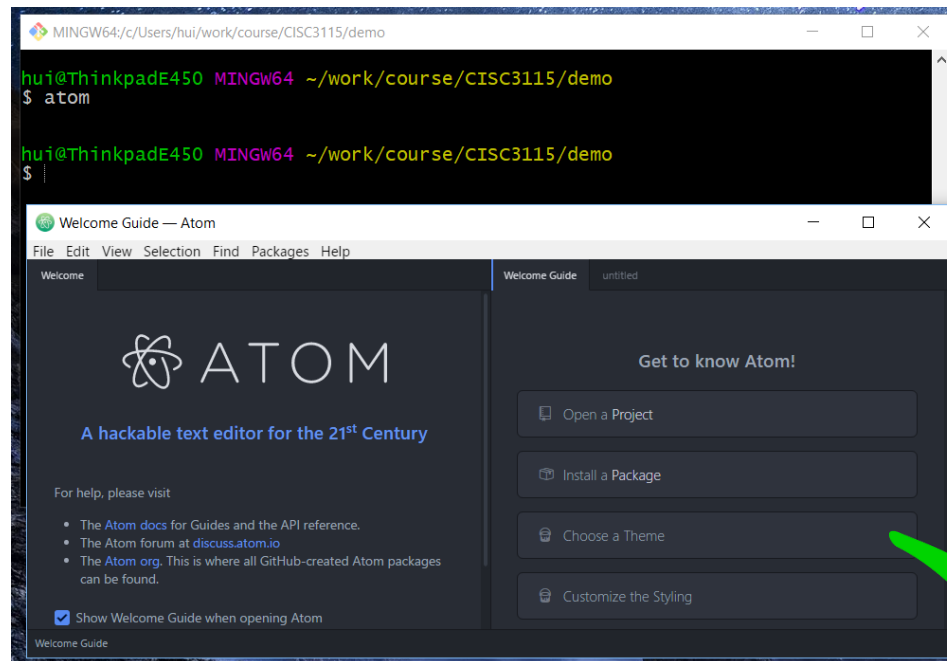 MINGW64:/c/Users/hui/work/course/CISC3115/demo
hui@ThinkpadE450 MINGW64 ~/work/course/CISC3115/demo
$ atom
hui@ThinkpadE450 MINGW64 ~/work/course/CISC3115/demo
$
Welcome Guide — Atom
File Edit View Selection Find Packages Help
Welcome
ATOM
A hackable text editor for the 21st Century
For help, please visit
• The Atom docs for Guides and the API reference.
• The Atom forum at discuss.atom.io
• The Atom org. This is where all GitHub-created Atom packages
can be found.
Show Welcome Guide when opening Atom
Welcome Guide untitled
Get to know Atom!
Open a Project
Install a Package
Choose a Theme
Customize the Styling
Welcome Guide